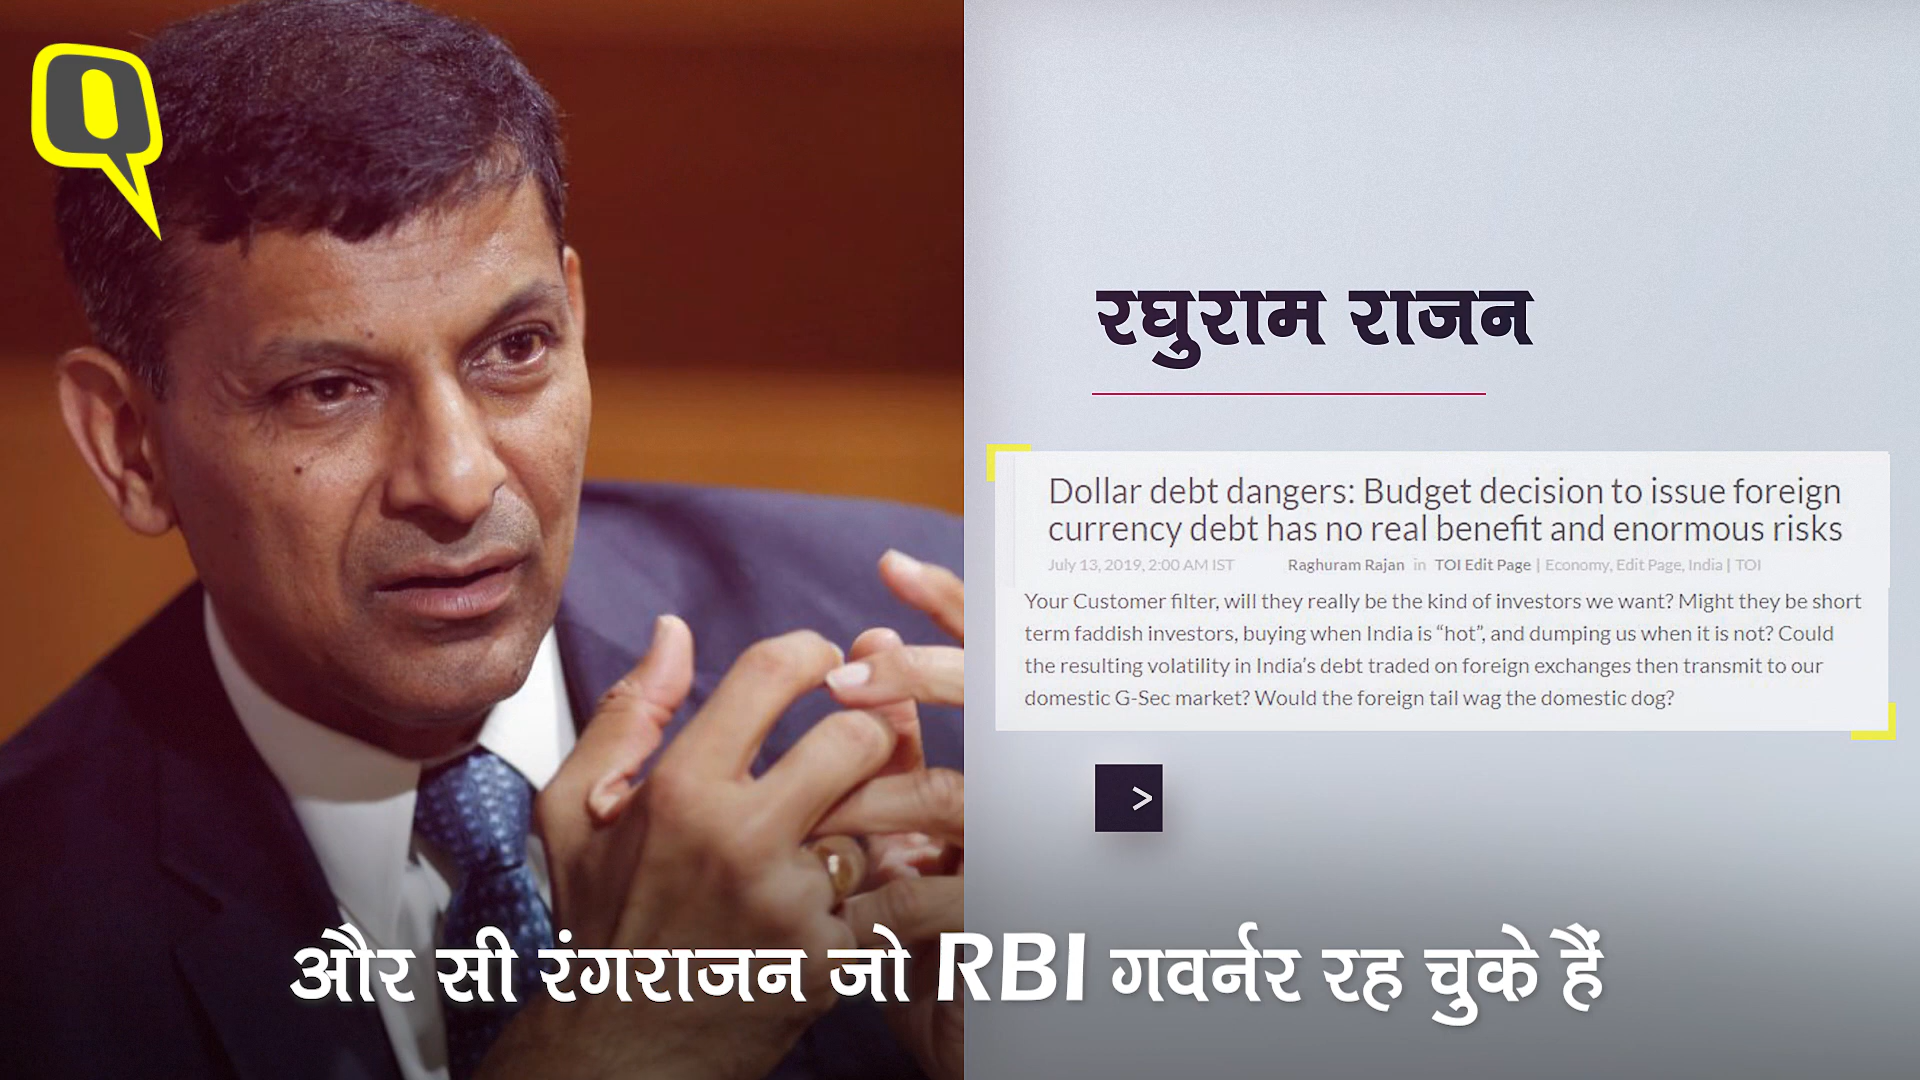 Q
रघुराम राजन
Dollar debt dangers: Budget decision to issue foreign
currency debt has no real benefit and enormous risks
July 13, 2019, 2:00 AM IST Raghuram Rajan in TOI Edit Page | Economy, Edit Page, India | TOI
Your Customer filter, will they really be the kind of investors we want? Might they be short
term faddish investors, buying when India is “hot”, and dumping us when it is not? Could
the resulting volatility in India’s debt traded on foreign exchanges then transmit to our
domestic G-Sec market? Would the foreign tail wag the domestic dog?
>
और सी रंगराजन जो RBI गवर्नर रह चुके हैं